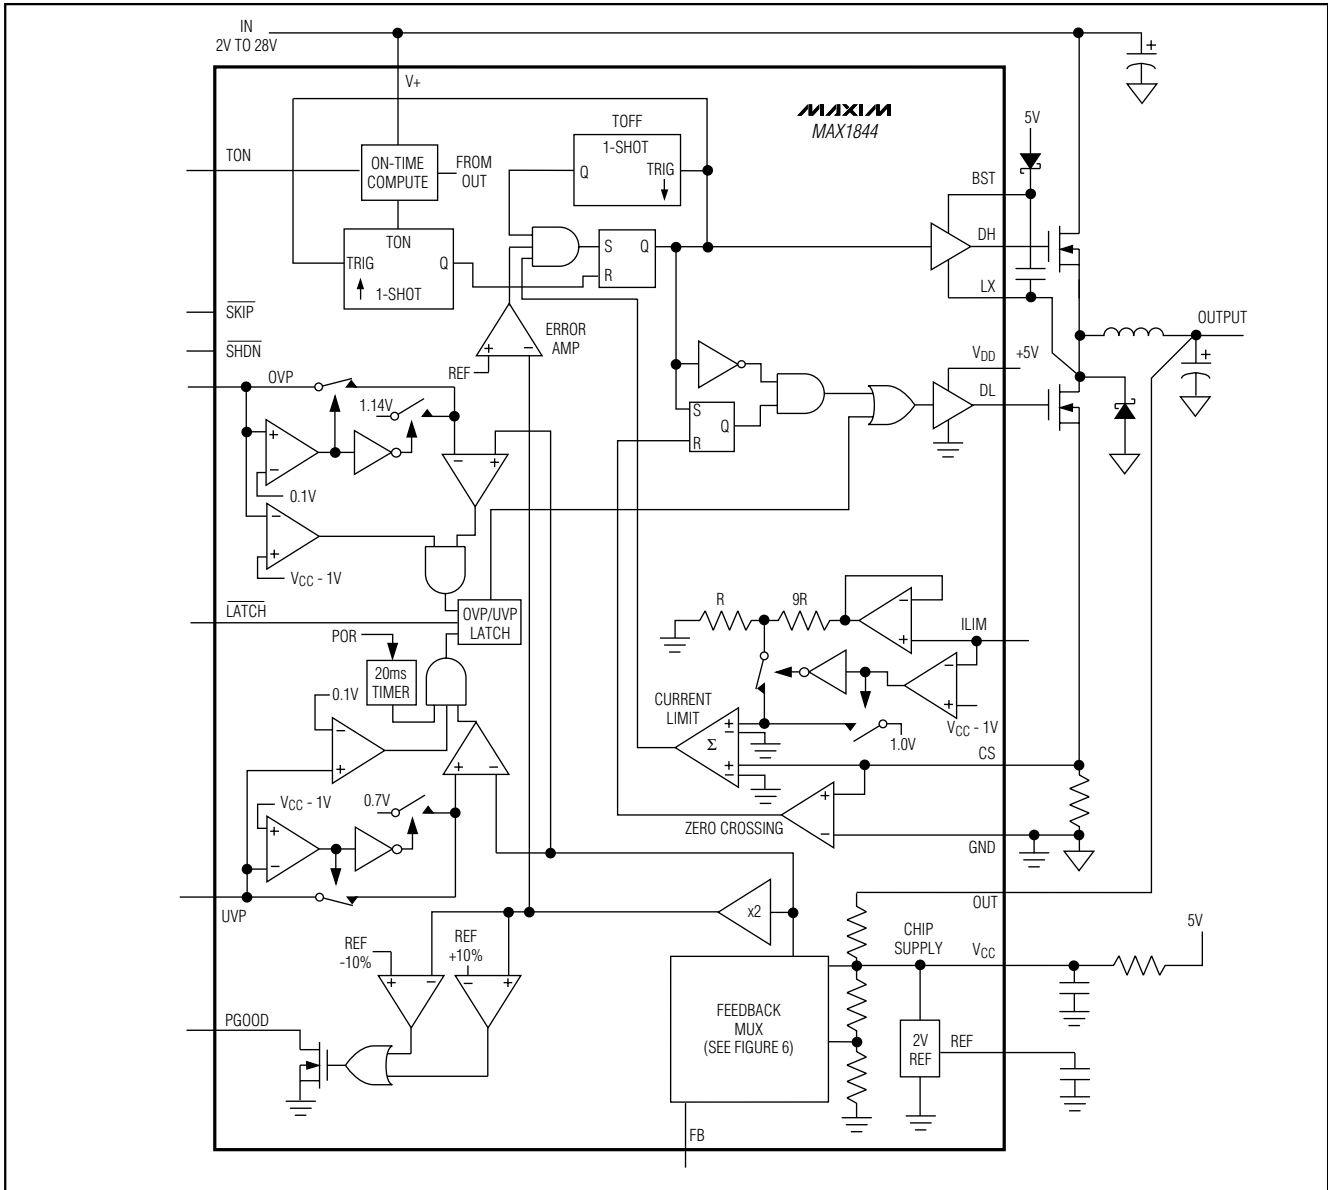 IN
2V TO 28V
V+
MAXIM
MAX1844
TOFF
1-SHOT
Q
TRIG
5V
TON
ON-TIME
COMPUTE
FROM
OUT
BST
TON
TRIG
Q
1-SHOT
S
Q
R
DH
LX
SKIP
SHDN
ERROR
AMP
+
−
REF
OUTPUT
+
+
VDD
+5V
OVP
1.14V
DL
S
Q
R
+
−
0.1V
−
+
−
+
VCC - 1V
LATCH
OVP/UVP
LATCH
R
9R
−
+
ILIM
POR
20ms
TIMER
0.1V
−
+
CURRENT
LIMIT
Σ
+
−
+
−
−
+
VCC - 1V
1.0V
CS
+
−
VCC - 1V
0.7V
+
−
+
−
ZERO CROSSING
GND
UVP
x2
OUT
CHIP
SUPPLY
VCC
5V
REF
-10%
REF
+10%
+
−
−
+
PGOOD
FEEDBACK
MUX
(SEE FIGURE 6)
2V
REF
REF
FB